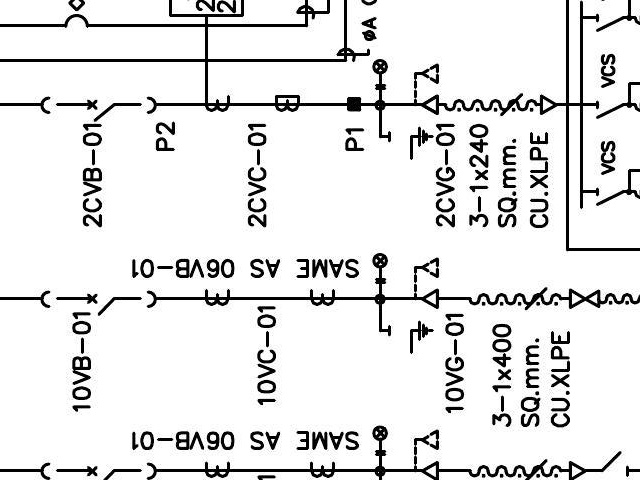 2
2
øA
2CVB-01
P2
2CVC-01
P1
2CVG-01
3-1x240
SQ.mm.
CU.XLPE
VCS
VCS
SAME AS 06VB-01
10VB-01
10VC-01
10VG-01
3-1x400
SQ.mm.
CU.XLPE
SAME AS 06VB-01